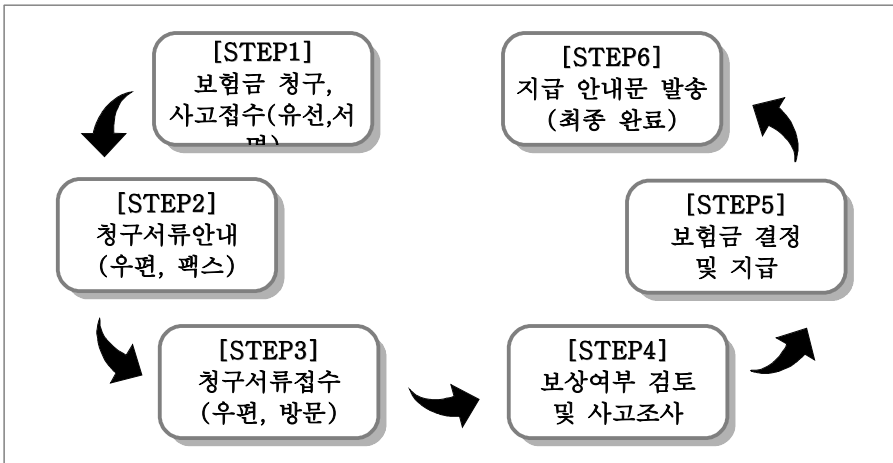 [STEP1]
보험금 청구,
사고접수(유선,서
[STEP6]
지급 안내문 발송
(최종 완료)
[STEP2]
청구서류안내
(우편, 팩스)
[STEP5]
보험금 결정
및 지급
[STEP3]
청구서류접수
(우편, 방문)
[STEP4]
보상여부 검토
및 사고조사